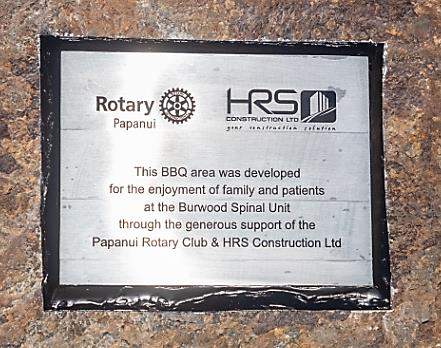 Rotary
Papanui
HRS
CONSTRUCTION LTD
your construction solution
This BBQ area was developed
for the enjoyment of family and patients
at the Burwood Spinal Unit
through the generous support of the
Papanui Rotary Club & HRS Construction Ltd